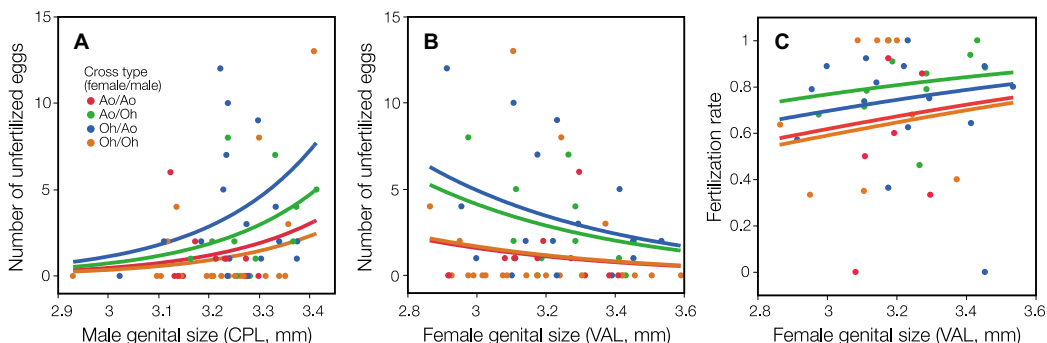 A
Number of unfertilized eggs
15
10
5
0
Cross type
(female/male)
Ao/Ao
Ao/Oh
Oh/Ao
Oh/Oh
2.9 3 3.1 3.2 3.3 3.4
Male genital size (CPL, mm)
B
Number of unfertilized eggs
15
10
5
0
2.8 3 3.2 3.4 3.6
Female genital size (VAL, mm)
C
Fertilization rate
1
0.8
0.6
0.4
0.2
0
2.8 3 3.2 3.4 3.6
Female genital size (VAL, mm)